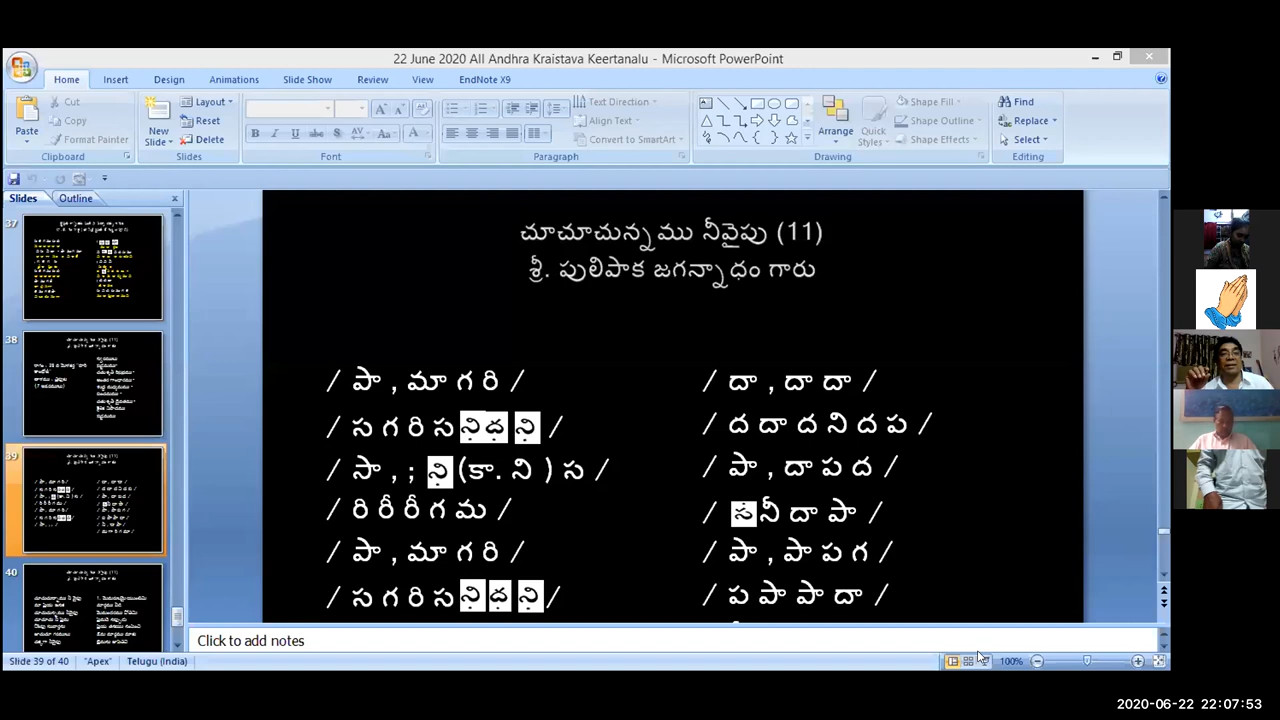 22 June 2020 All Andhra Kraistava Keertanalu - Microsoft PowerPoint
Home Insert Design Animations Slide Show Review View EndNote X9
Cut
Copy
Format Painter
Paste
Clipboard
New Slide
Layout
Reset
Delete
Slides
Font
Text Direction
Align Text
Convert to SmartArt
Paragraph
Arrange
Quick Styles
Shape Fill
Shape Outline
Shape Effects
Drawing
Find
Replace
Select
Editing
Slides Outline
37
38
39
40
చూచూచున్నము నీవైపు (11)
శ్రీ. పులిపాక జగన్నాధం గారు
/ పా , మా గ రి /
/ స గ రి స ని̣ ద̣ ని̣ /
/ సా , ; ని̣ (కా. ని ) స /
/ రి రీ రీ గ మ /
/ పా , మా గ రి /
/ స గ రి స ని̣ ద̣ ని̣ /
/ దా , దా దా /
/ ద దా ద ని ద ప /
/ పా , దా ప ద /
/ స̇ నీ దా పా /
/ పా , పా ప గ /
/ ప పా పా దా /
Click to add notes
Slide 39 of 40 "Apex" Telugu (India) 100%
2020-06-22 22:07:53